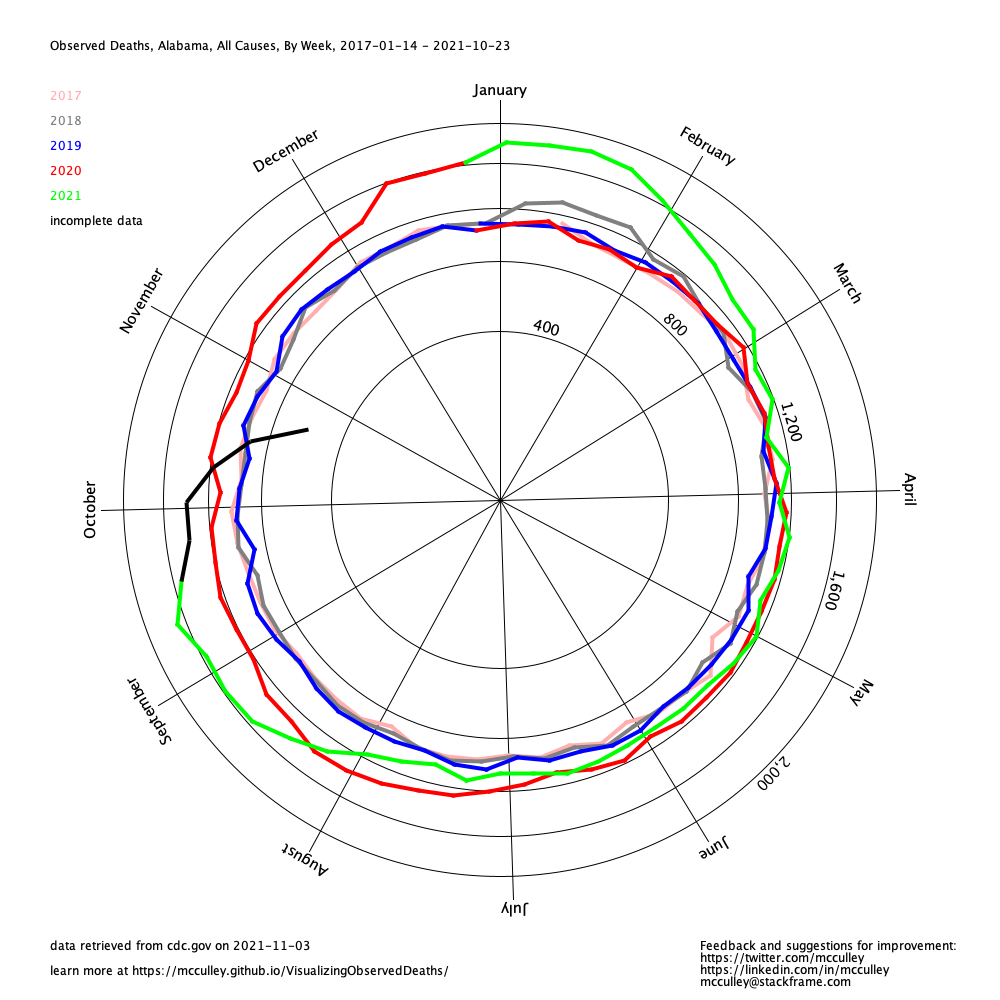 Observed Deaths, Alabama, All Causes, By Week, 2017-01-14 - 2021-10-23
2017
2018
2019
2020
2021
incomplete data
January
February
March
April
May
June
July
August
September
October
November
December
400
800
1,200
1,600
2,000
data retrieved from cdc.gov on 2021-11-03
learn more at https://mcculley.github.io/VisualizingObservedDeaths/
Feedback and suggestions for improvement:
https://twitter.com/mcculley
https://linkedin.com/in/mcculley
mcculley@stackframe.com